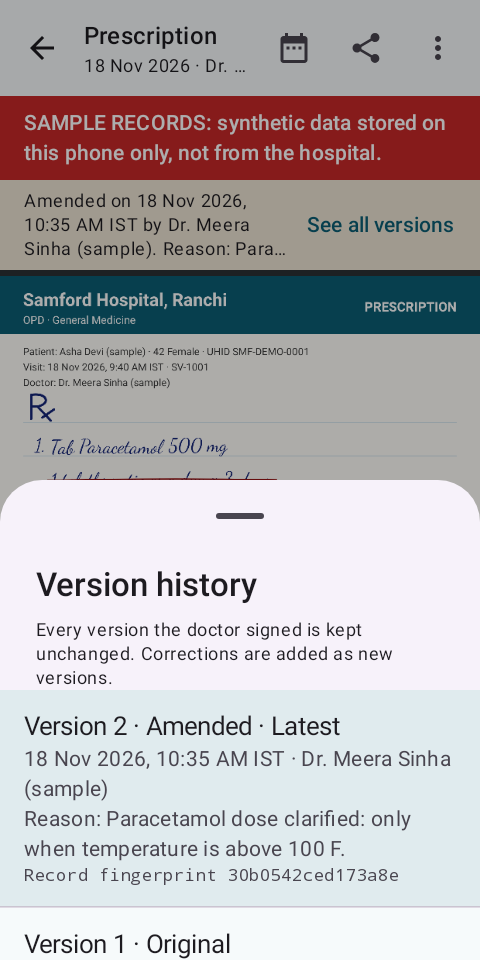 Prescription
18 Nov 2026 · Dr. ...
SAMPLE RECORDS: synthetic data stored on
this phone only, not from the hospital.
Amended on 18 Nov 2026,
10:35 AM IST by Dr. Meera
Sinha (sample). Reason: Para...
See all versions
Samford Hospital, Ranchi
OPD · General Medicine
PRESCRIPTION
Patient: Asha Devi (sample) · 42 Female · UHID SMF-DEMO-0001
Visit: 18 Nov 2026, 9:40 AM IST · SV-1001
Doctor: Dr. Meera Sinha (sample)
Rx
1. Tab Paracetamol 500 mg
Version history
Every version the doctor signed is kept
unchanged. Corrections are added as new
versions.
Version 2 · Amended · Latest
18 Nov 2026, 10:35 AM IST · Dr. Meera Sinha
(sample)
Reason: Paracetamol dose clarified: only
when temperature is above 100 F.
Record fingerprint 30b0542ced173a8e
Version 1 · Original